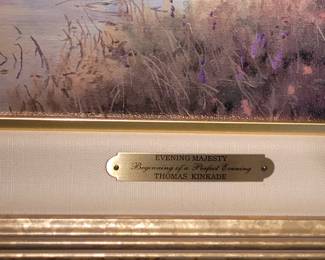 EVENING MAJESTY
Beginning of a Perfect Evening
THOMAS KINKADE